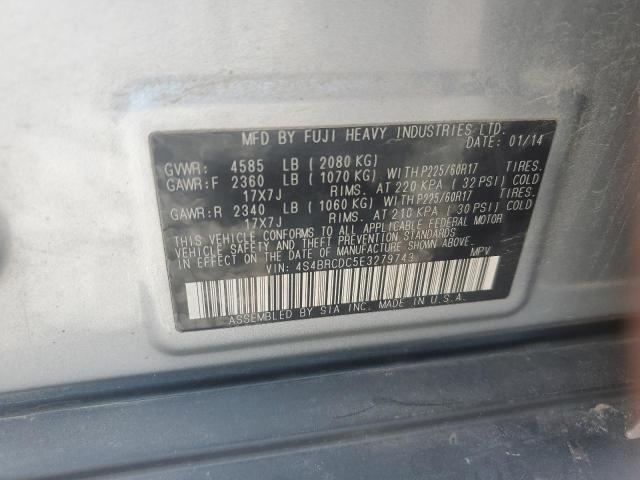 MFD BY FUJI HEAVY INDUSTRIES LTD.
DATE: 01/14
GVWR: 4585 LB (2080 KG)
GAWR:F 2360 LB (1070 KG) WITH P225/60R17 TIRES.
17X7J RIMS. AT 220 KPA (32 PSI) COLD
GAWR:R 2340 LB (1060 KG) WITH P225/60R17 TIRES.
17X7J RIMS. AT 210 KPA (30 PSI) COLD
THIS VEHICLE CONFORMS TO ALL APPLICABLE FEDERAL MOTOR
VEHICLE SAFETY AND THEFT PREVENTION STANDARDS IN EFFECT ON
THE DATE OF MANUFACTURE SHOWN ABOVE.
VIN: 4S4BRCDC5E3279743 MPV
ASSEMBLED BY SIA INC. MADE IN U.S.A.